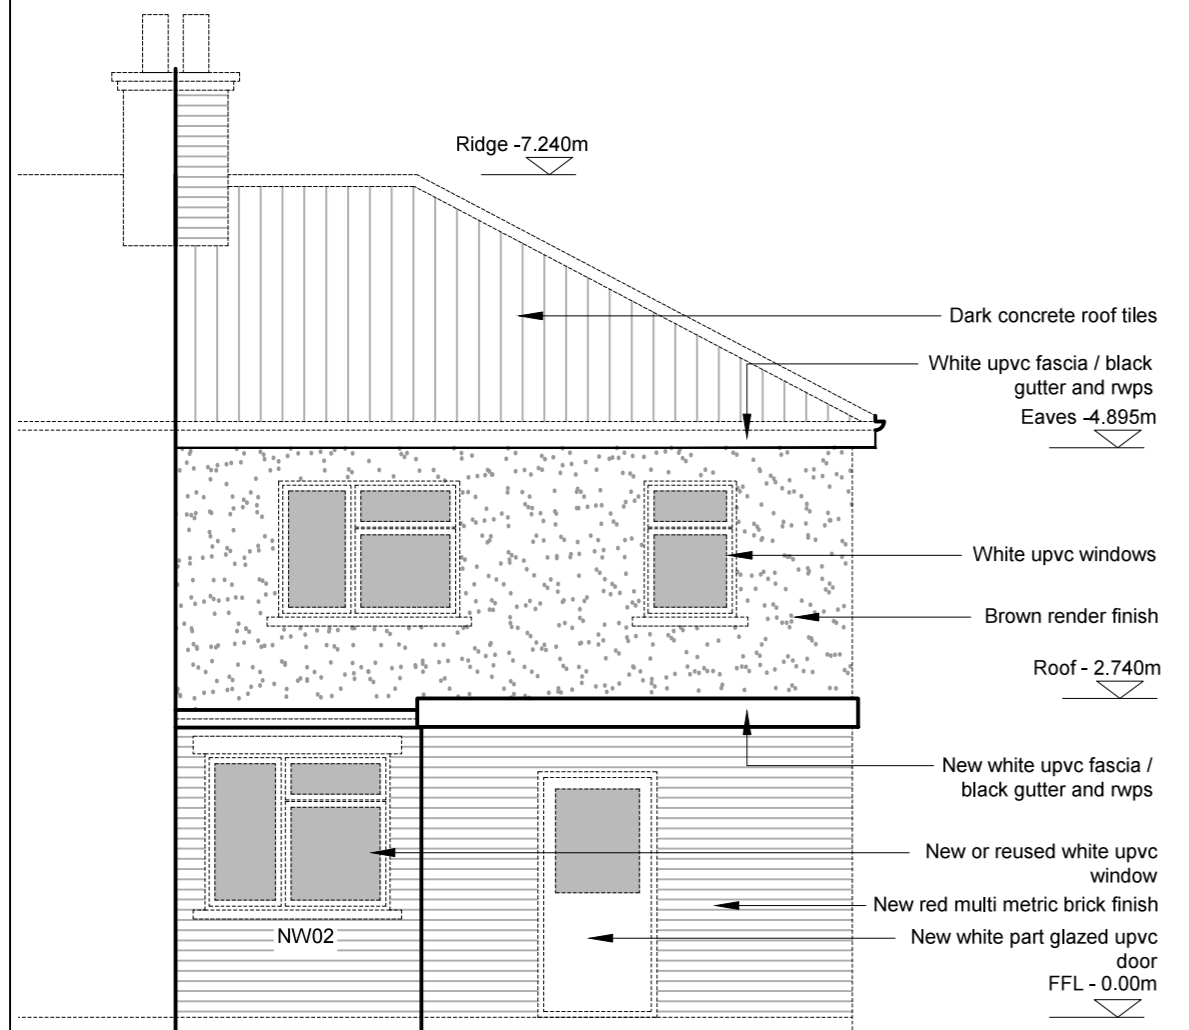 Ridge -7.240m
Dark concrete roof tiles
White upvc fascia / black
gutter and rwps
Eaves -4.895m
White upvc windows
Brown render finish
Roof - 2.740m
New white upvc fascia /
black gutter and rwps
New or reused white upvc
window
New red multi metric brick finish
NW02
New white part glazed upvc
door
FFL - 0.00m